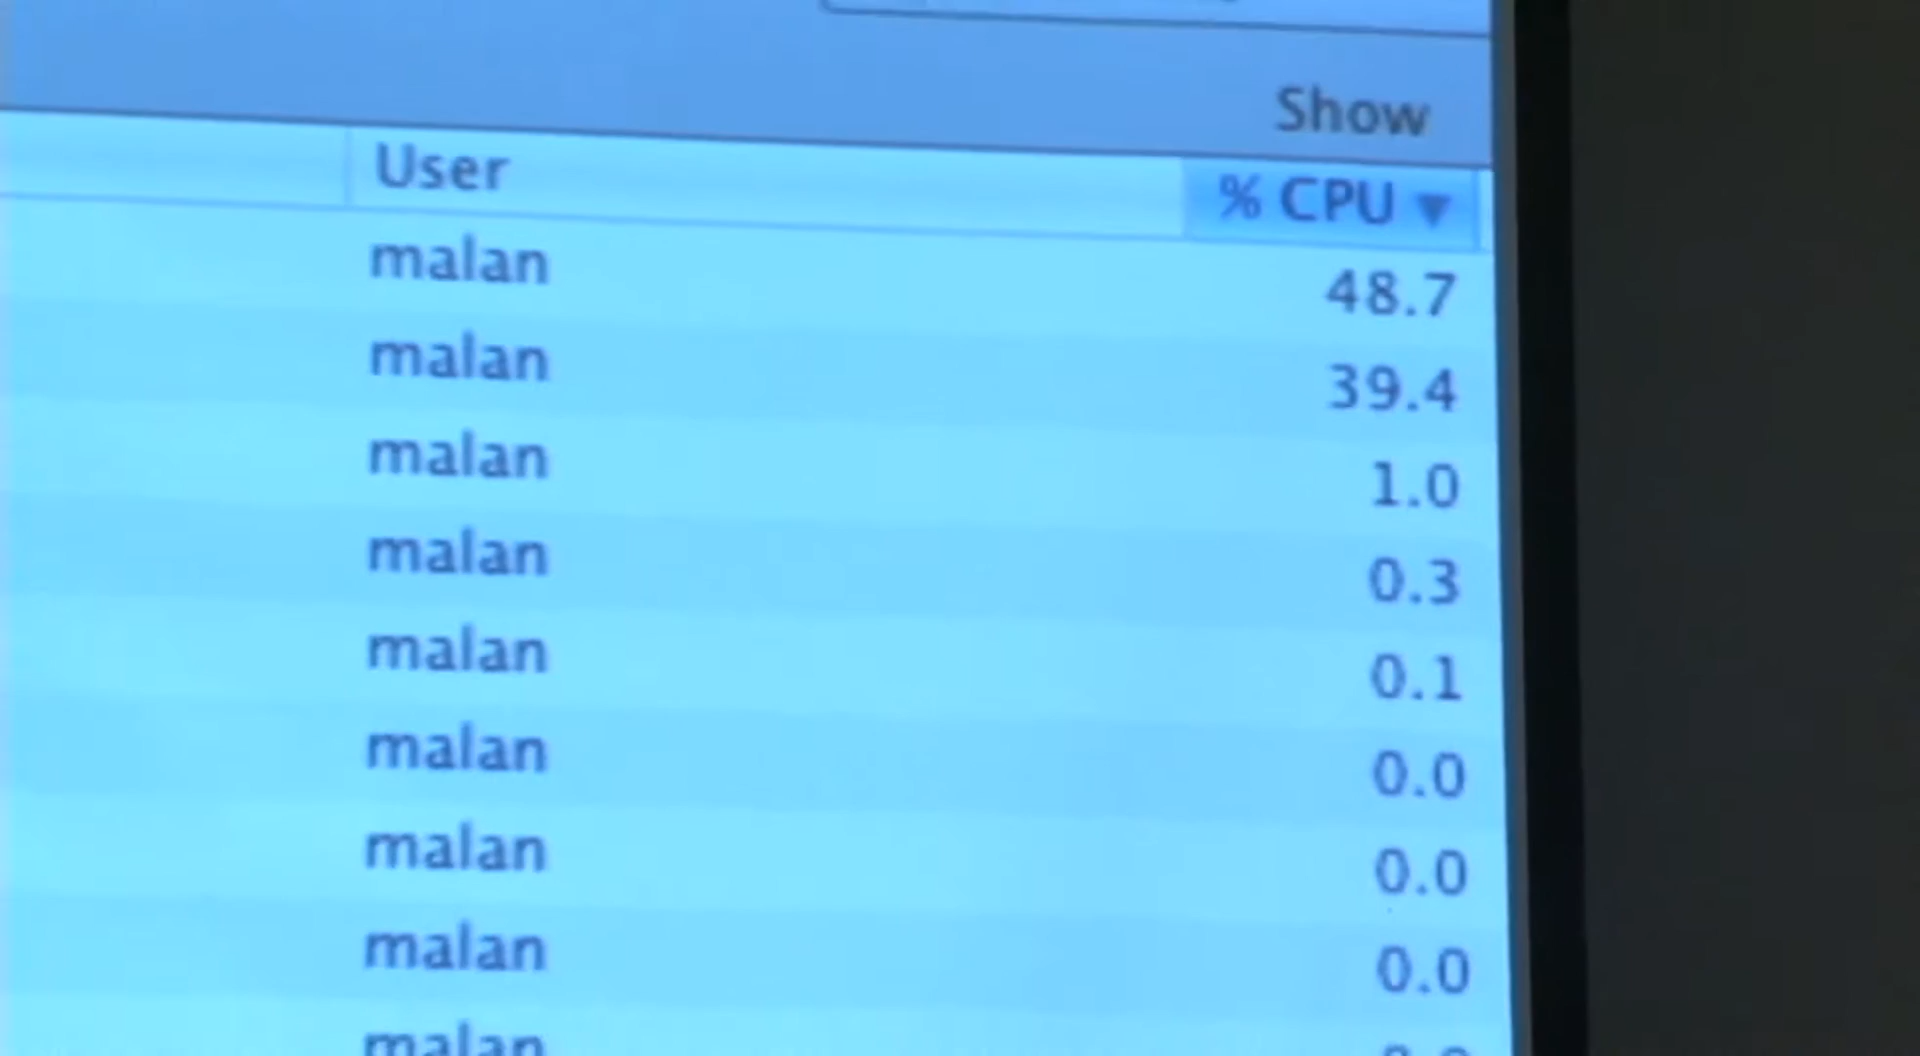 Show
User % CPU ▼
malan 48.7
malan 39.4
malan 1.0
malan 0.3
malan 0.1
malan 0.0
malan 0.0
malan 0.0
malan